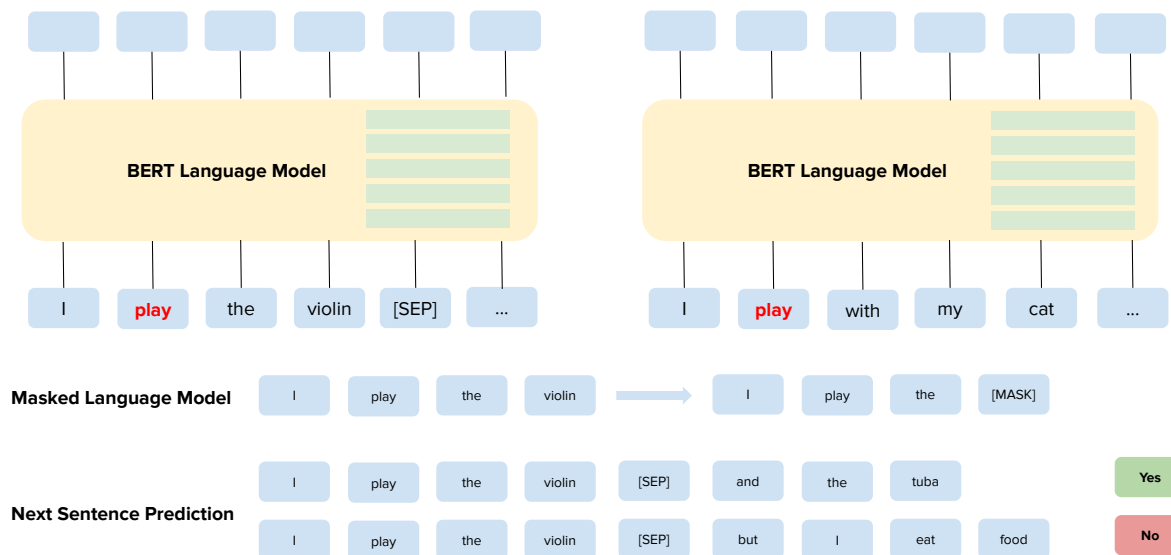 BERT Language Model
BERT Language Model
I play the violin [SEP] ...
I play with my cat ...
Masked Language Model I play the violin I play the [MASK]
I play the violin [SEP] and the tuba Yes
Next Sentence Prediction
I play the violin [SEP] but I eat food No